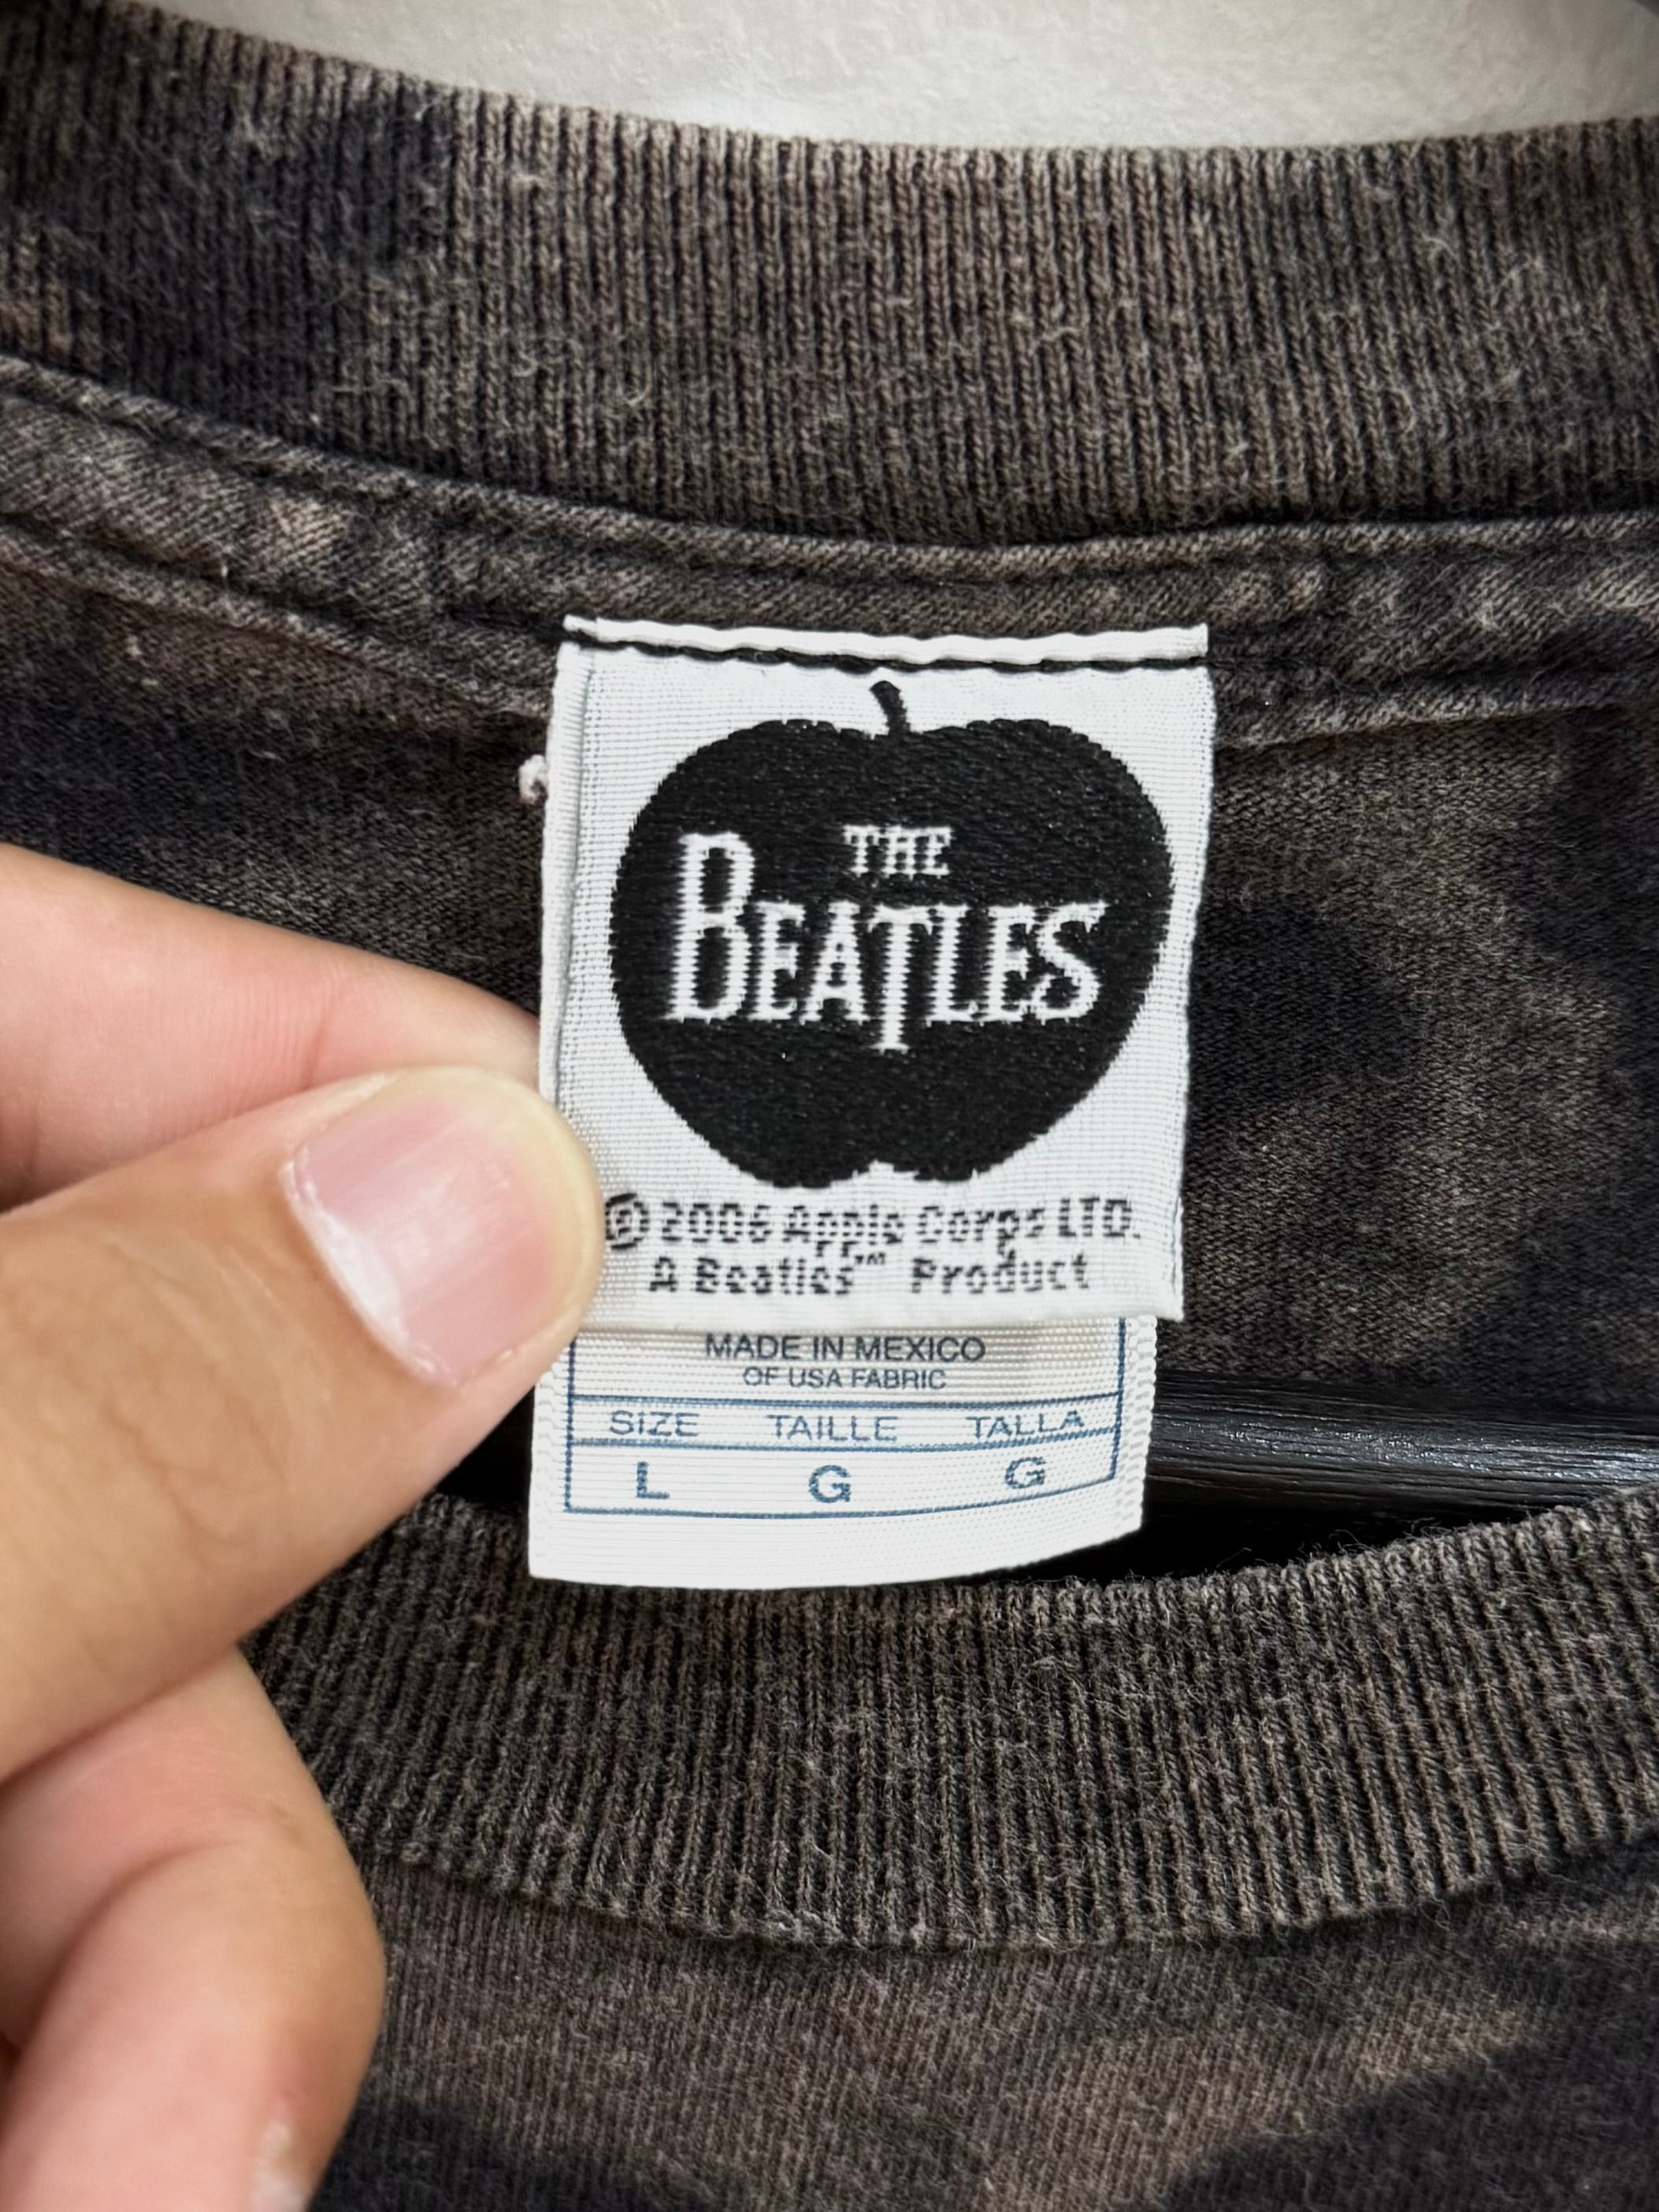 THE
BEATLES
© 2006 Apple Corps LTD.
A Beatles™ Product
MADE IN MEXICO
OF USA FABRIC
SIZE TAILLE TALLA
L G G